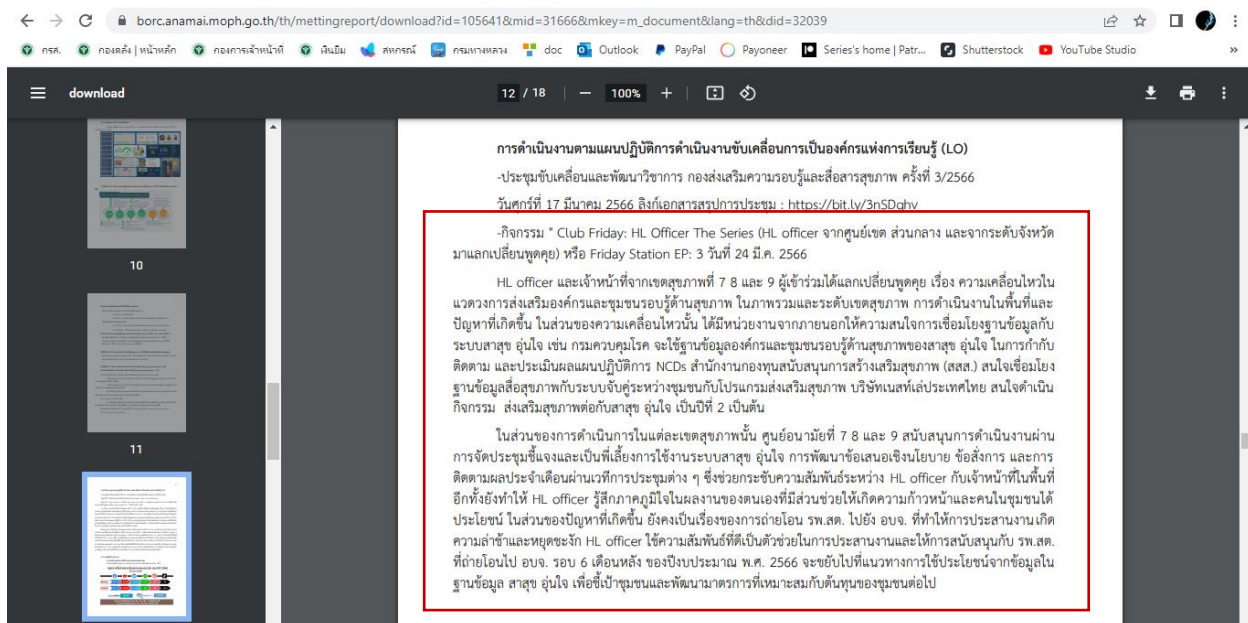 borc.anamai.moph.go.th/th/mettingreport/download?id=105641&mid=31666&mkey=m_document&lang=th&did=32039
กรส. กองคลัง | หน้าหลัก กองการเจ้าหน้าที่ ผินยิม สหกรณ์ กรมทางหลวง doc Outlook PayPal Payoneer Series's home | Patr... Shutterstock YouTube Studio »
download 12 / 18 100%
การดำเนินงานตามแผนปฏิบัติการดำเนินงานขับเคลื่อนการเป็นองค์กรแห่งการเรียนรู้ (LO)
-ประชุมขับเคลื่อนและพัฒนาวิชาการ กองส่งเสริมความรอบรู้และสื่อสารสุขภาพ ครั้งที่ 3/2566
วันศุกร์ที่ 17 มีนาคม 2566 ลิงก์เอกสารสรุปการประชุม : https://bit.ly/3nSDqhv
-กิจกรรม " Club Friday: HL Officer The Series (HL officer จากศูนย์เขต ส่วนกลาง และจากระดับจังหวัด
มาแลกเปลี่ยนพูดคุย) หรือ Friday Station EP: 3 วันที่ 24 มี.ค. 2566
HL officer และเจ้าหน้าที่จากเขตสุขภาพที่ 7 8 และ 9 ผู้เข้าร่วมได้แลกเปลี่ยนพูดคุย เรื่อง ความเคลื่อนไหวใน
แวดวงการส่งเสริมองค์กรและชุมชนรอบรู้ด้านสุขภาพ ในภาพรวมและระดับเขตสุขภาพ การดำเนินงานในพื้นที่และ
ปัญหาที่เกิดขึ้น ในส่วนของความเคลื่อนไหวนั้น ได้มีหน่วยงานจากภายนอกให้ความสนใจการเชื่อมโยงฐานข้อมูลกับ
ระบบสาสุข อุ่นใจ เช่น กรมควบคุมโรค จะใช้ฐานข้อมูลองค์กรและชุมชนรอบรู้ด้านสุขภาพของสาสุข อุ่นใจ ในการกำกับ
ติดตาม และประเมินผลแผนปฏิบัติการ NCDs สำนักงานกองทุนสนับสนุนการสร้างเสริมสุขภาพ (สสส.) สนใจเชื่อมโยง
ฐานข้อมูลสื่อสุขภาพกับระบบจับคู่ระหว่างชุมชนกับโปรแกรมส่งเสริมสุขภาพ บริษัทเนสท์เล่ประเทศไทย สนใจดำเนิน
กิจกรรม ส่งเสริมสุขภาพต่อกับสาสุข อุ่นใจ เป็นปีที่ 2 เป็นต้น
ในส่วนของการดำเนินการในแต่ละเขตสุขภาพนั้น ศูนย์อนามัยที่ 7 8 และ 9 สนับสนุนการดำเนินงานผ่าน
การจัดประชุมชี้แจงและเป็นพี่เลี้ยงการใช้งานระบบสาสุข อุ่นใจ การพัฒนาข้อเสนอเชิงนโยบาย ข้อสั่งการ และการ
ติดตามผลประจำเดือนผ่านเวทีการประชุมต่าง ๆ ซึ่งช่วยกระชับความสัมพันธ์ระหว่าง HL officer กับเจ้าหน้าที่ในพื้นที่
อีกทั้งยังทำให้ HL officer รู้สึกภาคภูมิใจในผลงานของตนเองที่มีส่วนช่วยให้เกิดความก้าวหน้าและคนในชุมชนได้
ประโยชน์ ในส่วนของปัญหาที่เกิดขึ้น ยังคงเป็นเรื่องของการถ่ายโอน รพ.สต. ไปยัง อบจ. ที่ทำให้การประสานงานเกิด
ความล่าช้าและหยุดชะงัก HL officer ใช้ความสัมพันธ์ที่ดีเป็นตัวช่วยในการประสานงานและให้การสนับสนุนกับ รพ.สต.
ที่ถ่ายโอนไป อบจ. รอบ 6 เดือนหลัง ของปีงบประมาณ พ.ศ. 2566 จะขยับไปที่แนวทางการใช้ประโยชน์จากข้อมูลใน
ฐานข้อมูล สาสุข อุ่นใจ เพื่อชี้เป้าชุมชนและพัฒนามาตรการที่เหมาะสมกับต้นทุนของชุมชนต่อไป
10
11